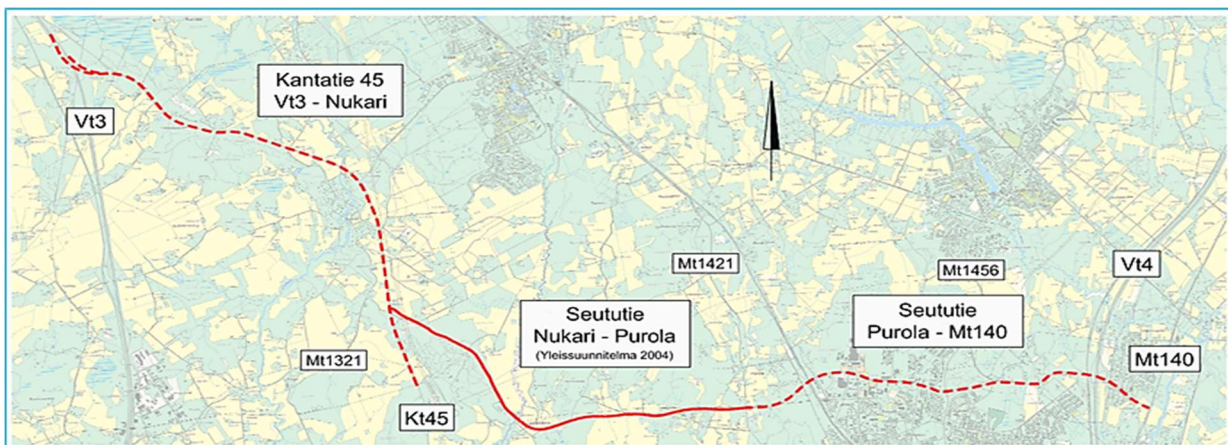 Kantatie 45
Vt3 - Nukari
Vt3
Mt1421
Mt1456
Vt4
Seututie
Nukari - Purola
(Yleissuunnitelma 2004)
Seututie
Purola - Mt140
Mt1321
Mt140
Kt45